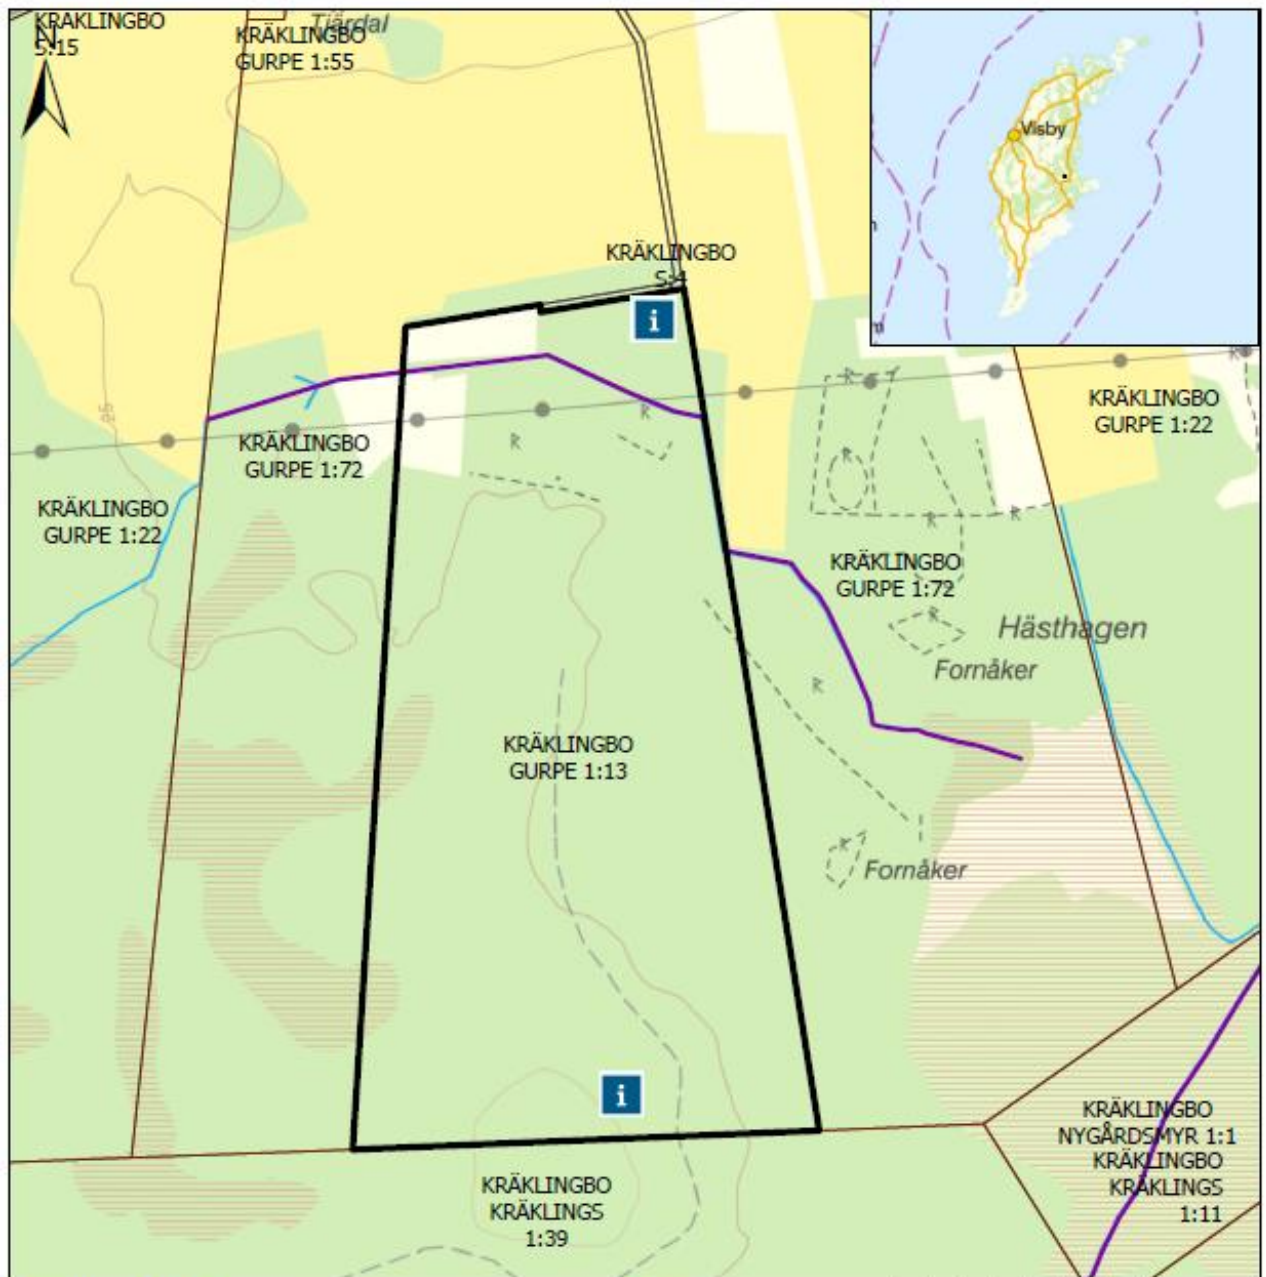 KRÄKLINGBO
S:15
N
Tjärdal
KRÄKLINGBO
GURPE 1:55
Visby
KRÄKLINGBO
S:4
i
KRÄKLINGBO
GURPE 1:22
25
KRÄKLINGBO
GURPE 1:72
R
R
R
R
R
R
R
KRÄKLINGBO
GURPE 1:22
KRÄKLINGBO
GURPE 1:72
R
Hästhagen
Fornåker
R
KRÄKLINGBO
GURPE 1:13
R
Fornåker
i
KRÄKLINGBO
NYGÅRDSMYR 1:1
KRÄKLINGBO
KRÄKLINGS
1:11
KRÄKLINGBO
KRÄKLINGS
1:39